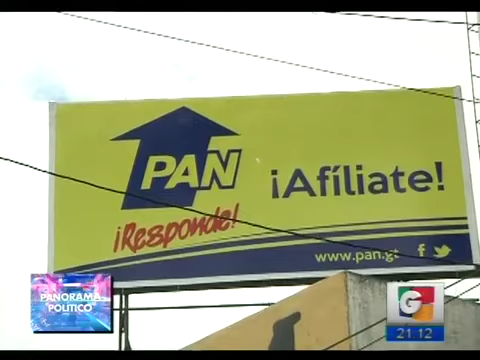 PAN
¡Responde!
¡Afíliate!
www.pan.gt
PANORAMA
POLÍTICO
G
21:12